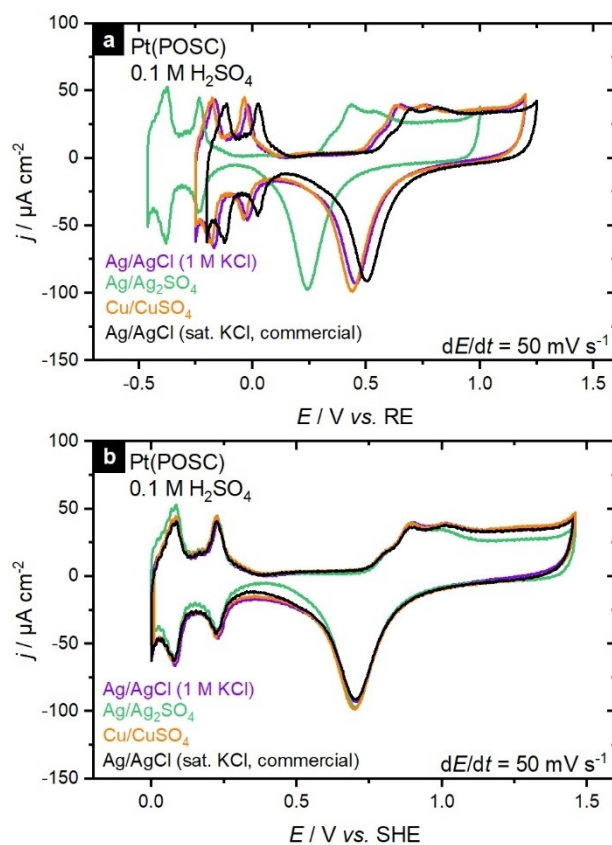 a
Pt(POSC)
0.1 M H₂SO₄
100
50
0
-50
-100
-150
j / µA cm⁻²
Ag/AgCl (1 M KCl)
Ag/Ag₂SO₄
Cu/CuSO₄
Ag/AgCl (sat. KCl, commercial)
dE/dt = 50 mV s⁻¹
-0.5 0.0 0.5 1.0 1.5
E / V vs. RE
b
Pt(POSC)
0.1 M H₂SO₄
100
50
0
-50
-100
-150
j / µA cm⁻²
Ag/AgCl (1 M KCl)
Ag/Ag₂SO₄
Cu/CuSO₄
Ag/AgCl (sat. KCl, commercial)
dE/dt = 50 mV s⁻¹
0.0 0.5 1.0 1.5
E / V vs. SHE